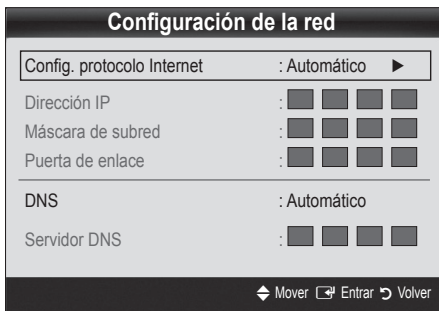 Configuración de la red
Config. protocolo Internet : Automático ►
Dirección IP :
Máscara de subred :
Puerta de enlace :
DNS : Automático
Servidor DNS :
Mover Entrar Volver